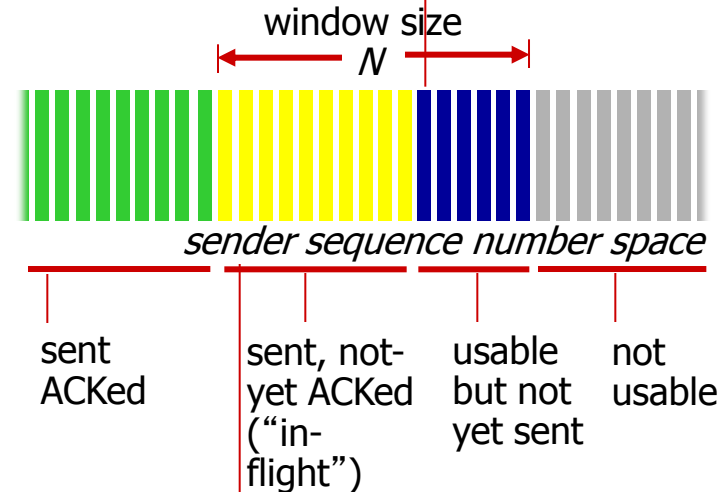 window size
N
sender sequence number space
sent
ACKed
sent, not-
yet ACKed
(“in-
flight”)
usable
but not
yet sent
not
usable